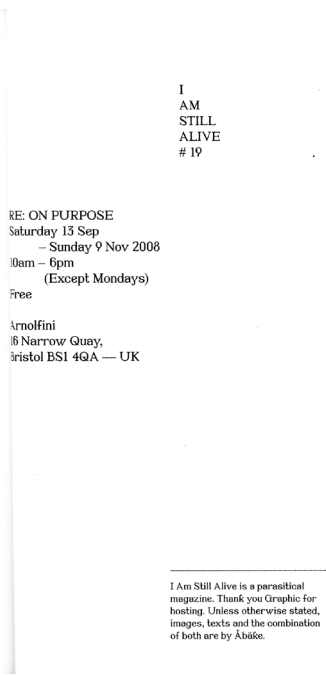 I
AM
STILL
ALIVE
# 19
RE: ON PURPOSE
Saturday 13 Sep
– Sunday 9 Nov 2008
10am – 6pm
(Except Mondays)
Free
Arnolfini
16 Narrow Quay,
Bristol BS1 4QA — UK
I Am Still Alive is a parasitical
magazine. Thank you Graphic for
hosting. Unless otherwise stated,
images, texts and the combination
of both are by Åbäke.